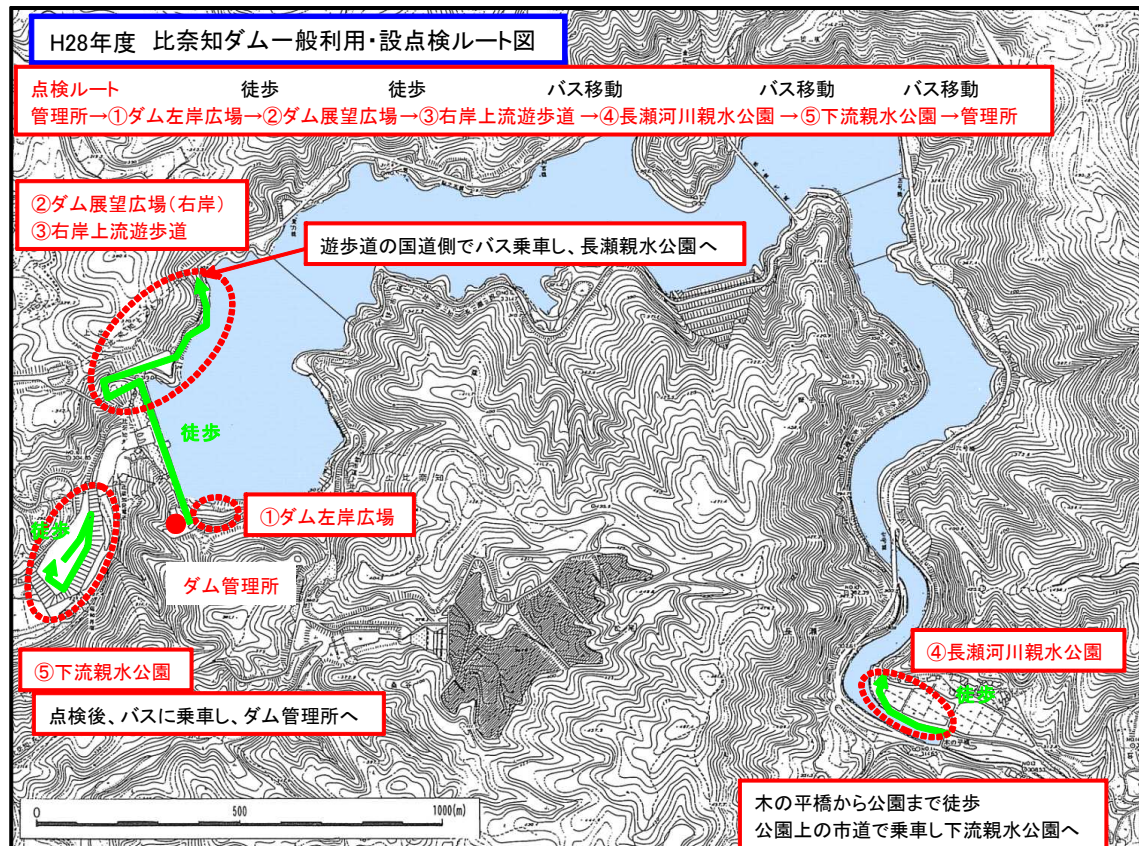 H28年度 比奈知ダム一般利用・設点検ルート図
点検ルート 徒歩 徒歩 バス移動 バス移動 バス移動
管理所→①ダム左岸広場→②ダム展望広場→③右岸上流遊歩道→④長瀬河川親水公園→⑤下流親水公園→管理所
②ダム展望広場(右岸)
③右岸上流遊歩道
遊歩道の国道側でバス乗車し、長瀬親水公園へ
徒歩
①ダム左岸広場
徒歩
ダム管理所
⑤下流親水公園
点検後、バスに乗車し、ダム管理所へ
④長瀬河川親水公園
徒歩
木の平橋
木の平橋から公園まで徒歩
公園上の市道で乗車し下流親水公園へ
0 500 1000(m)